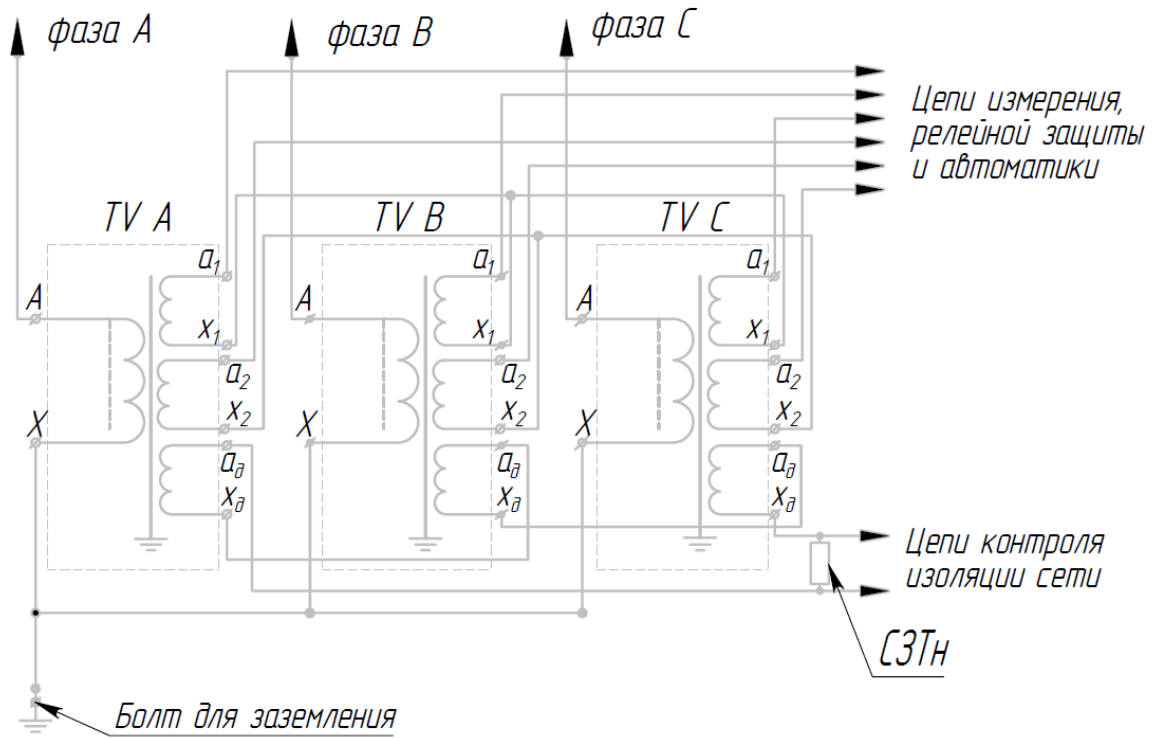 фаза А
фаза В
фаза С
Цепи измерения,
релейной защиты
и автоматики
TV A
TV B
TV C
a1
a1
a1
A
A
A
x1
x1
x1
a2
a2
a2
X
X
X
x2
x2
x2
aд
aд
aд
xд
xд
xд
Цепи контроля
изоляции сети
СЗТн
Болт для заземления